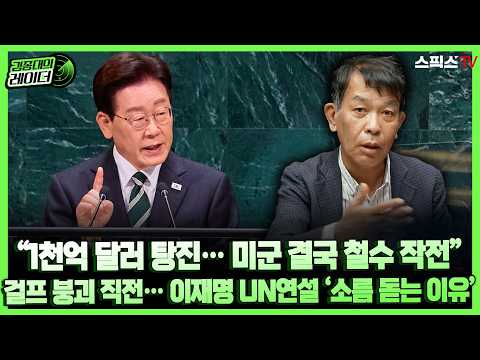 김종대의
레이더
스픽스TV
“1천억 달러 탕진… 미군 결국 철수 작전”
걸프 붕괴 직전… 이재명 UN연설 ‘소름 돋는 이유’